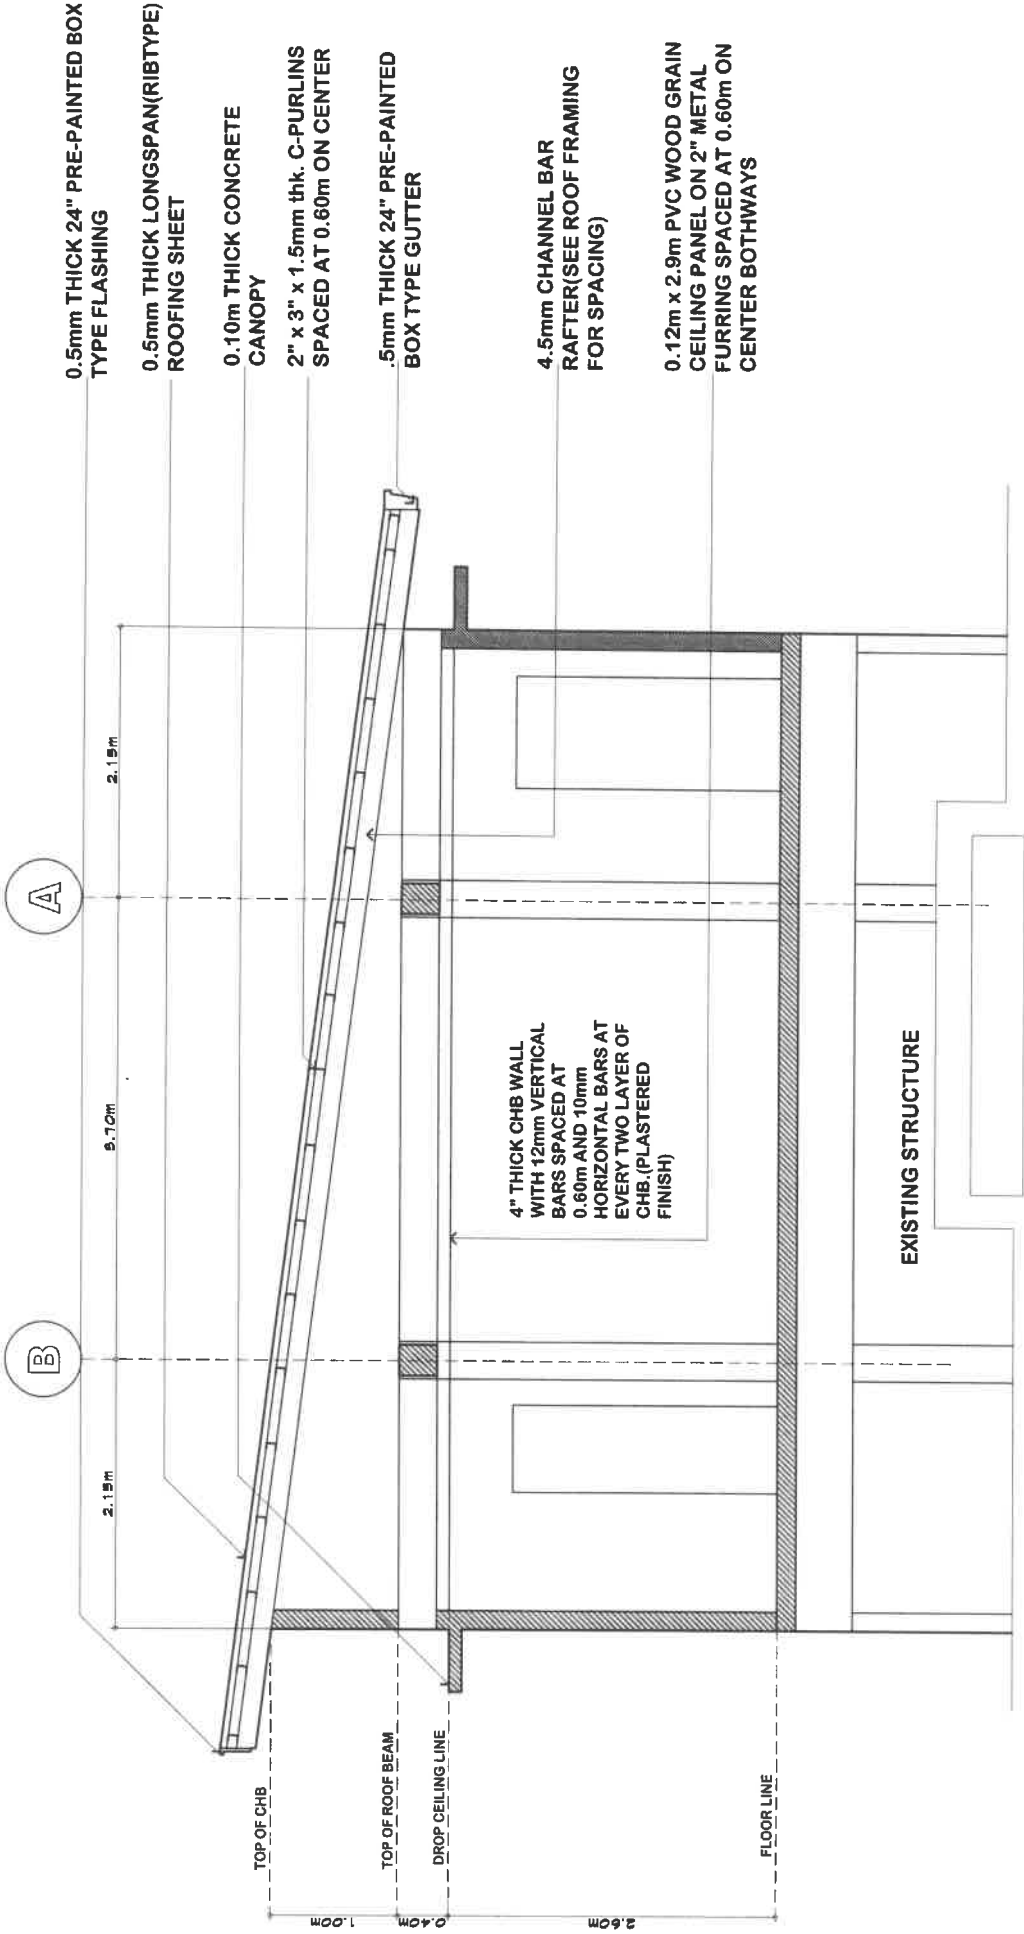 B
A
2.15m
3.70m
2.15m
0.5mm THICK 24" PRE-PAINTED BOX
TYPE FLASHING
0.5mm THICK LONGSPAN(RIBTYPE)
ROOFING SHEET
0.10m THICK CONCRETE
CANOPY
2" x 3" x 1.5mm thk. C-PURLINS
SPACED AT 0.60m ON CENTER
.5mm THICK 24" PRE-PAINTED
BOX TYPE GUTTER
4.5mm CHANNEL BAR
RAFTER(SEE ROOF FRAMING
FOR SPACING)
0.12m x 2.9m PVC WOOD GRAIN
CEILING PANEL ON 2" METAL
FURRING SPACED AT 0.60m ON
CENTER BOTHWAYS
TOP OF CHB
1.00m
TOP OF ROOF BEAM
0.40m
DROP CEILING LINE
2.60m
FLOOR LINE
4" THICK CHB WALL
WITH 12mm VERTICAL
BARS SPACED AT
0.60m AND 10mm
HORIZONTAL BARS AT
EVERY TWO LAYER OF
CHB.(PLASTERED
FINISH)
EXISTING STRUCTURE